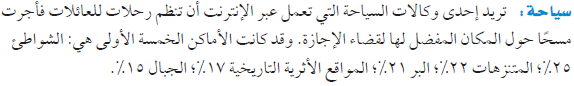 سياحة: تريد إحدى وكالات السياحة التي تعمل عبر الإنترنت أن تنظم رحلات للعائلات فأجرت
مسحًا حول المكان المفضل لها لقضاء الإجازة. وقد كانت الأماكن الخمسة الأولى هي: الشواطئ
٢٥٪؛ المتنزهات ٢٢٪؛ البر ٢١٪؛ المواقع الأثرية التاريخية ١٧٪؛ الجبال ١٥٪.